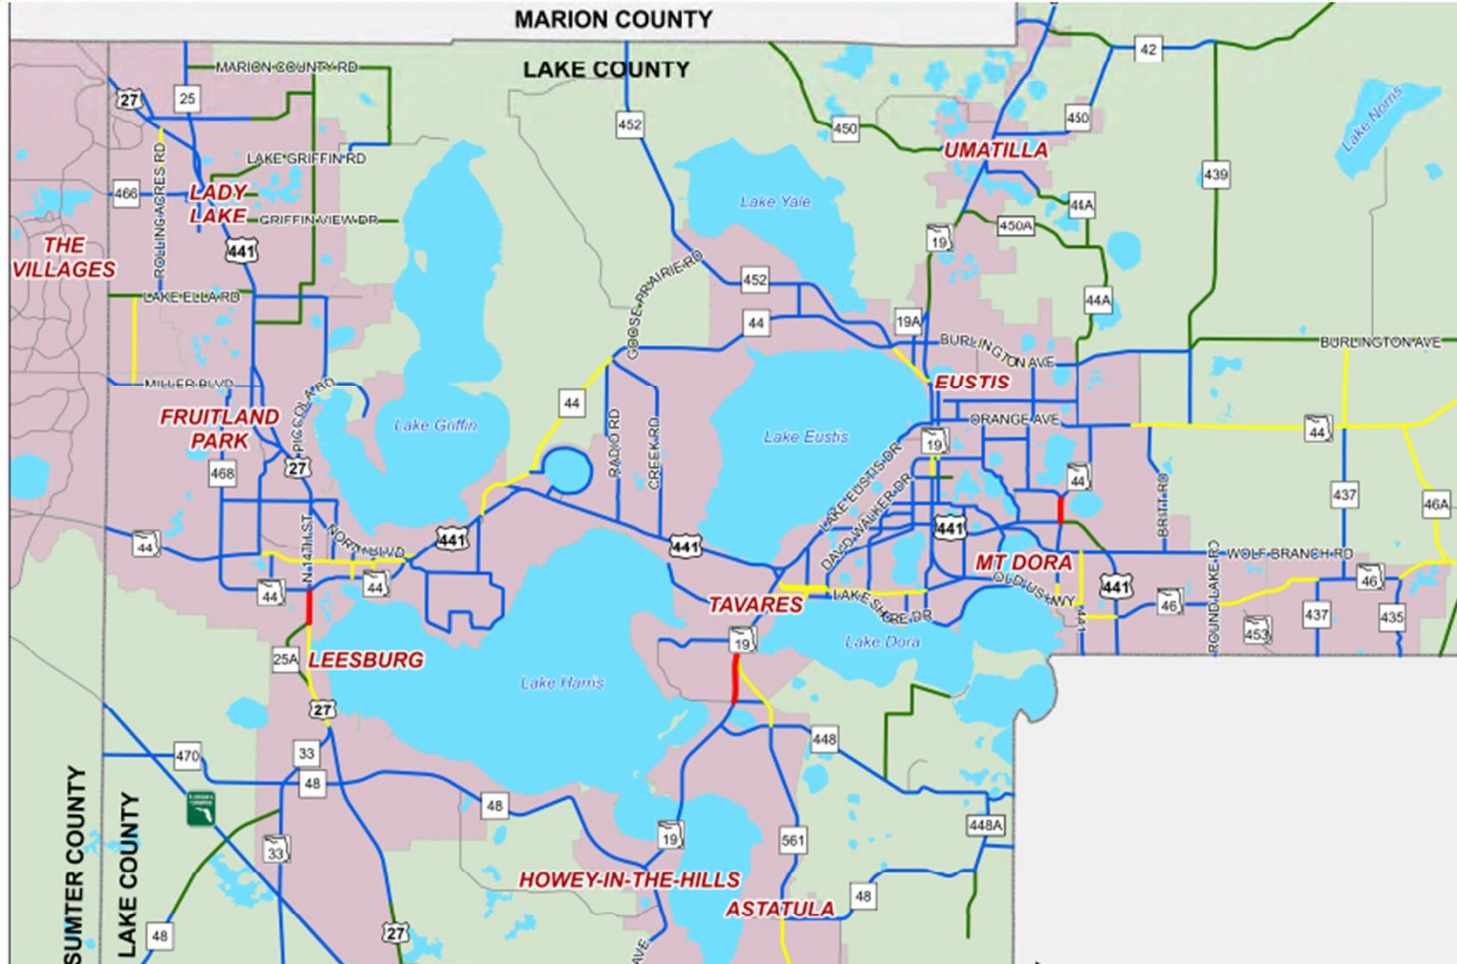 MARION COUNTY
LAKE COUNTY
42
MARION COUNTY RD
27
25
452
450
450
Lake Norris
UMATILLA
LAKE GRIFFIN RD
439
466
LADY
LAKE
ROLLING ACRES RD
Lake Yale
44A
GRIFFIN VIEW DR
450A
THE
VILLAGES
441
19
GOOSE PRAIRIE RD
452
LAKE ELLA RD
44A
44
19A
BURLINGTON AVE
BURLINGTON AVE
MILLER BLVD
EUSTIS
PICCOLA RD
44
FRUITLAND
PARK
Lake Griffin
RADIO RD
CREEK RD
Lake Eustis
ORANGE AVE
44
19
468
27
LAKE EUSTIS DR
DAVID WALKER DR
44
BRITT RD
437
46A
N 14TH ST
NORTH BLVD
44
441
441
441
MT DORA
WOLF BRANCH RD
44
44
OLD US HWY
441
441
46
46
TAVARES
LAKE SHORE DR
ROUND LAKE RD
453
437
435
19
Lake Dora
25A
LEESBURG
Lake Harris
27
470
33
48
448
48
SUMTER COUNTY
LAKE COUNTY
33
19
561
448A
HOWEY-IN-THE-HILLS
ASTATULA
48
48
27
AVE